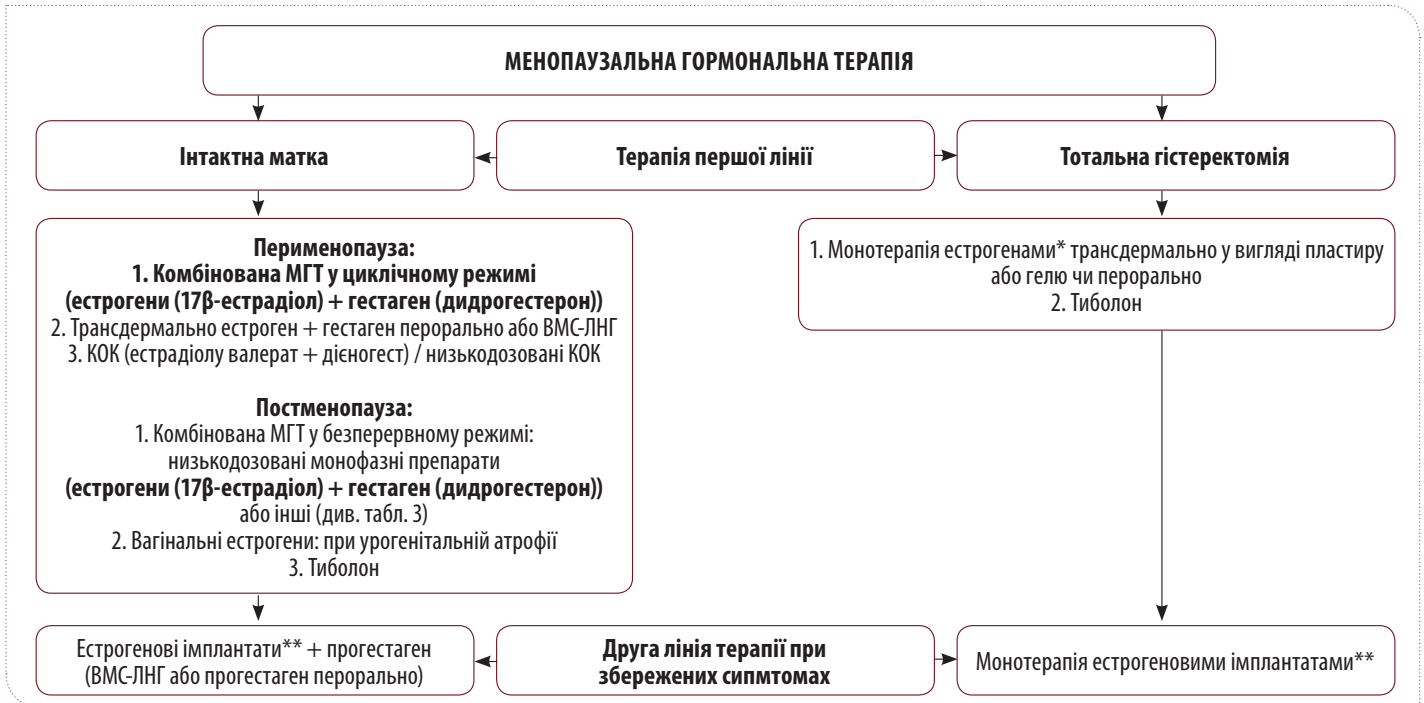 МЕНОПАУЗАЛЬНА ГОРМОНАЛЬНА ТЕРАПІЯ
Інтактна матка
Терапія першої лінії
Тотальна гістеректомія
Перименопауза:
1. Комбінована МГТ у циклічному режимі
(естрогени (17β-естрадіол) + гестаген (дидрогестерон))
2. Трансдермально естроген + гестаген перорально або ВМС-ЛНГ
3. КОК (естрадіолу валерат + дієногест) / низькодозовані КОК
Постменопауза:
1. Комбінована МГТ у безперервному режимі:
низькодозовані монофазні препарати
(естрогени (17β-естрадіол) + гестаген (дидрогестерон))
або інші (див. табл. 3)
2. Вагінальні естрогени: при урогенітальній атрофії
3. Тиболон
1. Монотерапія естрогенами* трансдермально у вигляді пластиру
або гелю чи перорально
2. Тиболон
Естрогенові імплантати** + прогестаген
(ВМС-ЛНГ або прогестаген перорально)
Друга лінія терапії при
збережених сипмтомах
Монотерапія естрогеновими імплантатами**